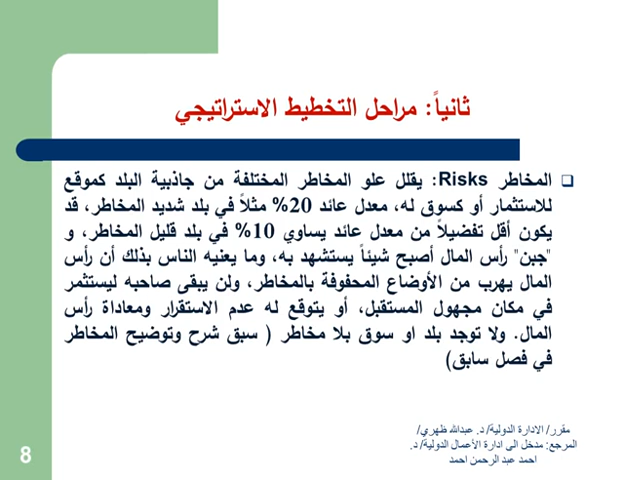 ثانياً: مراحل التخطيط الاستراتيجي
المخاطر Risks: يقلل علو المخاطر المختلفة من جاذبية البلد كموقع
للاستثمار أو كسوق له، معدل عائد 20% مثلاً في بلد شديد المخاطر، قد
يكون أقل تفضيلاً من معدل عائد يساوي 10% في بلد قليل المخاطر، و
"جبن" رأس المال أصبح شيئاً يستشهد به، وما يعنيه الناس بذلك أن رأس
المال يهرب من الأوضاع المحفوفة بالمخاطر، ولن يبقى صاحبه ليستثمر
في مكان مجهول المستقبل، أو يتوقع له عدم الاستقرار ومعاداة رأس
المال. ولا توجد بلد او سوق بلا مخاطر ( سبق شرح وتوضيح المخاطر
في فصل سابق)
مقرر/ الادارة الدولية/ د. عبدالله ظهري/
المرجع: مدخل الى ادارة الأعمال الدولية/ د.
احمد عبد الرحمن احمد
8